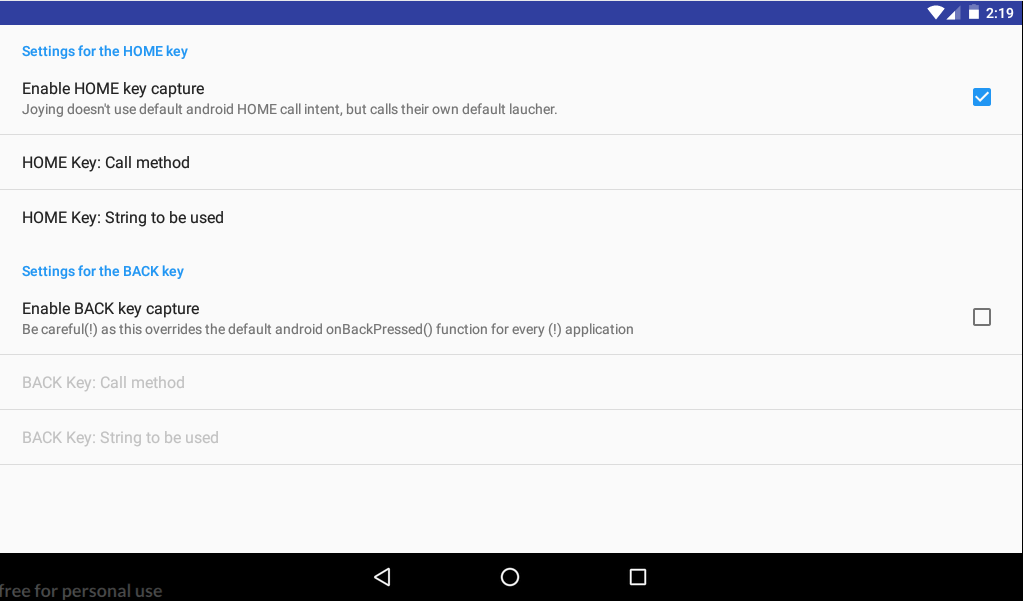 2:19
Settings for the HOME key
Enable HOME key capture
Joying doesn't use default android HOME call intent, but calls their own default laucher.
HOME Key: Call method
HOME Key: String to be used
Settings for the BACK key
Enable BACK key capture
Be careful(!) as this overrides the default android onBackPressed() function for every (!) application
BACK Key: Call method
BACK Key: String to be used
free for personal use